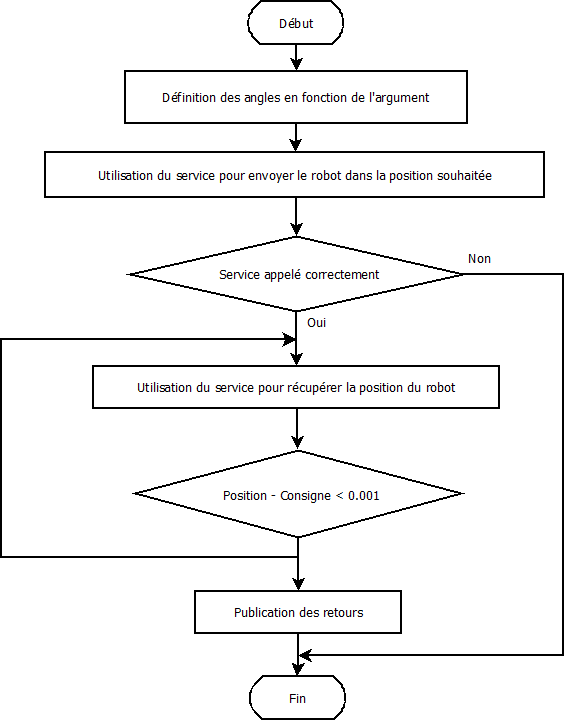 Début
Définition des angles en fonction de l'argument
Utilisation du service pour envoyer le robot dans la position souhaitée
Service appelé correctement
Non
Oui
Utilisation du service pour récupérer la position du robot
Position - Consigne < 0.001
Publication des retours
Fin